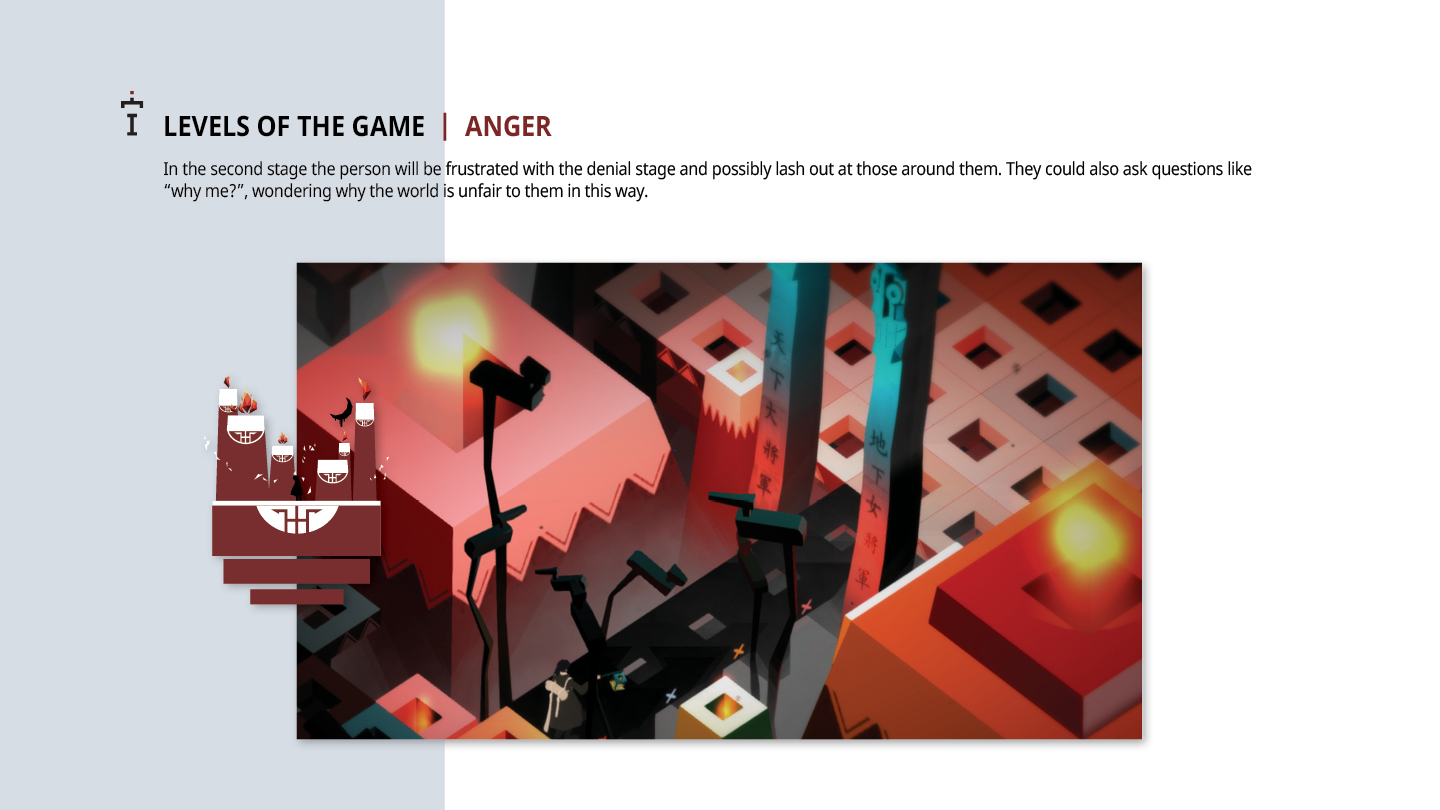 LEVELS OF THE GAME | ANGER
In the second stage the person will be frustrated with the denial stage and possibly lash out at those around them. They could also ask questions like
“why me?”, wondering why the world is unfair to them in this way.
天下大將軍
地下女將軍